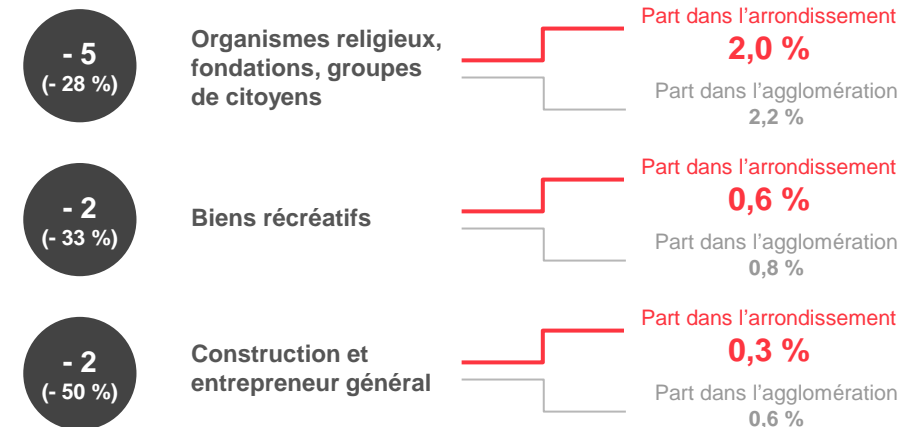 - 5
(- 28 %)
Organismes religieux,
fondations, groupes
de citoyens
Part dans l'arrondissement
2,0 %
Part dans l'agglomération
2,2 %
- 2
(- 33 %)
Biens récréatifs
Part dans l'arrondissement
0,6 %
Part dans l'agglomération
0,8 %
- 2
(- 50 %)
Construction et
entrepreneur général
Part dans l'arrondissement
0,3 %
Part dans l'agglomération
0,6 %